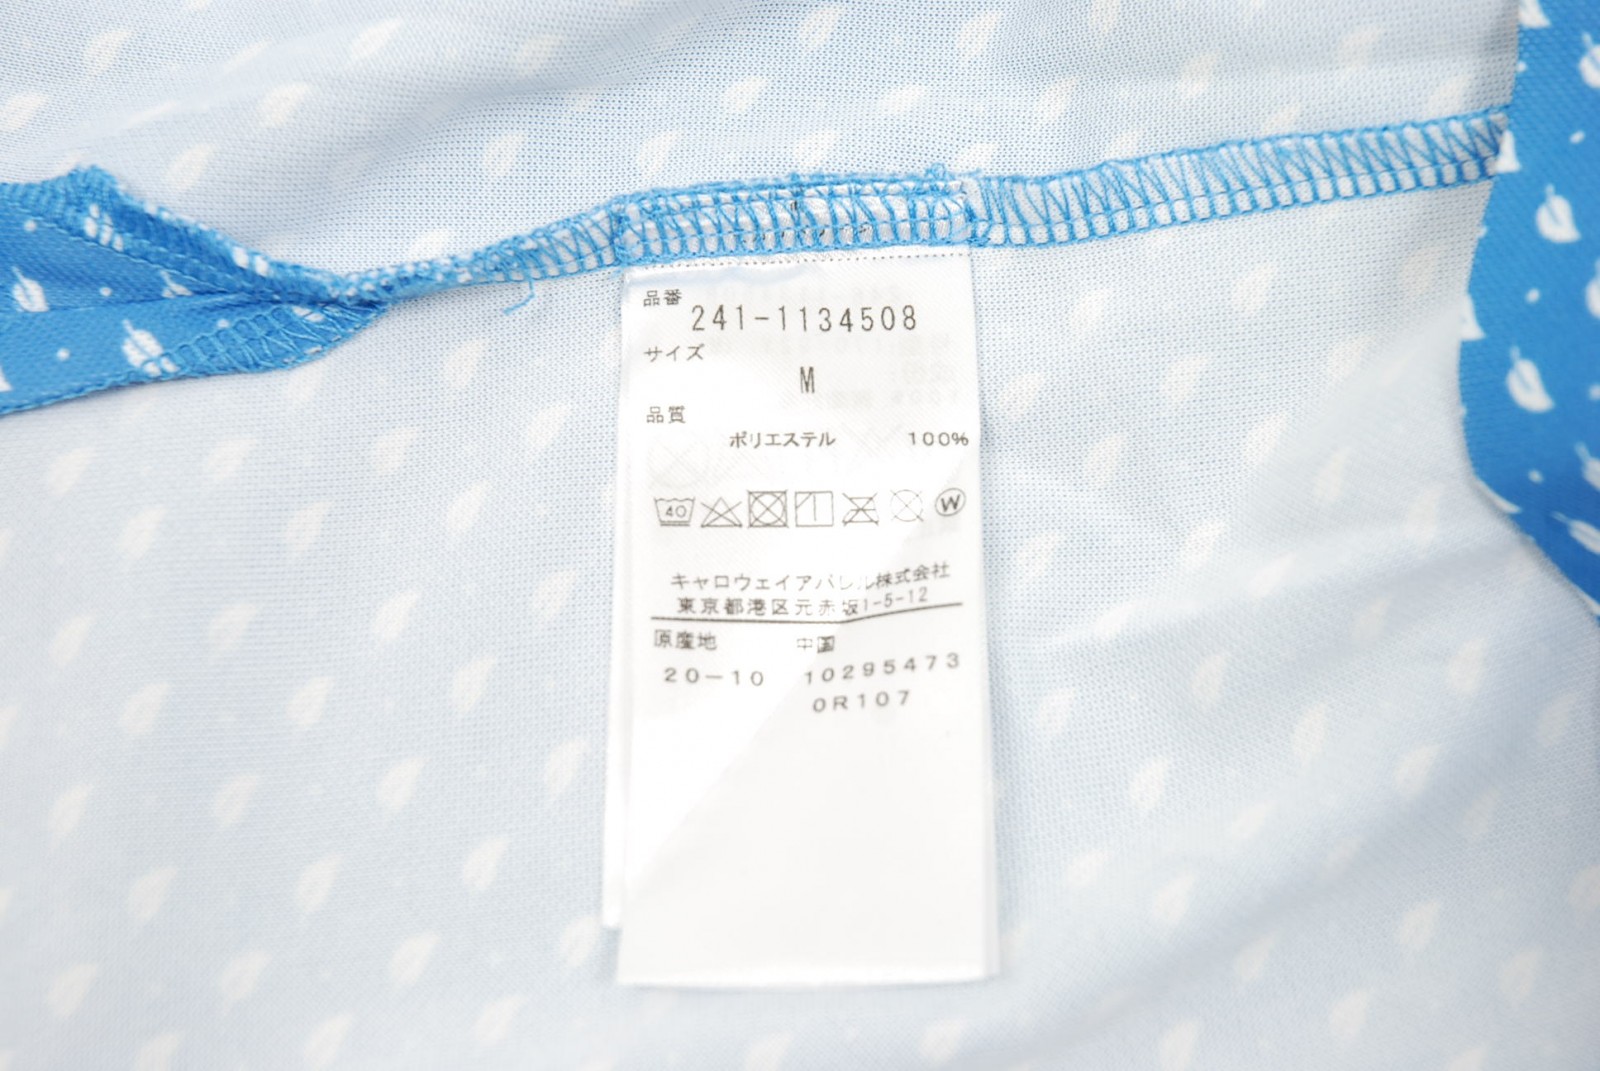 品番
241-1134508
サイズ
M
品質
ポリエステル 100%
40
W
キャロウェイアパレル株式会社
東京都港区元赤坂1-5-12
原産地 中国
20-10 10295473
0R107